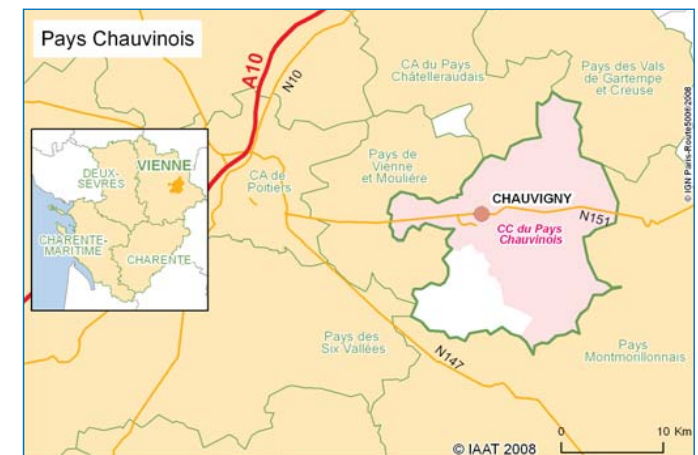 Pays Chauvinois
A10
N10
CA du Pays
Châtelleraudais
Pays des Vals
de Gartempe
et Creuse
© IGN Paris-Route500®2008
VIENNE
DEUX-
SEVRES
CHARENTE-
MARITIME
CHARENTE
CA de
Poitiers
Pays de
Vienne
et Moulière
CHAUVIGNY
N151
CC du Pays
Chauvinois
Pays des
Six Vallées
N147
Pays
Montmorillonnais
0
10 Km
© IAAT 2008